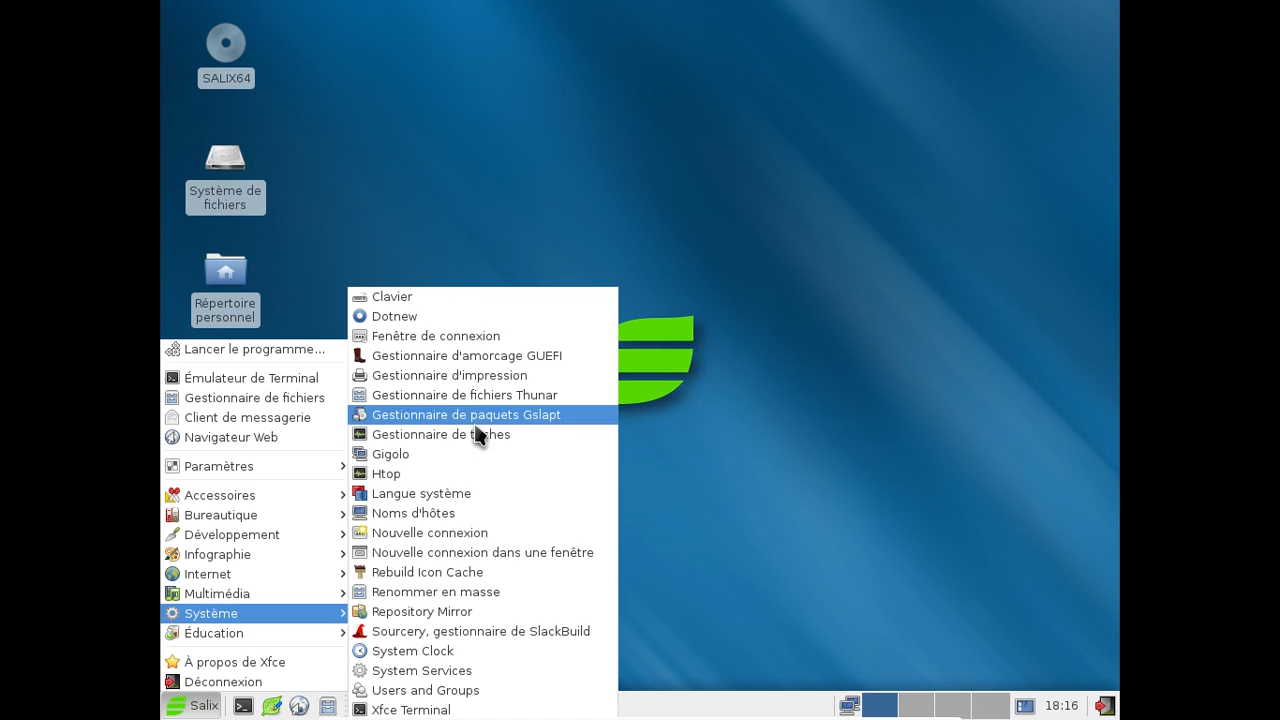 SALIX64
Système de
fichiers
Répertoire
personnel
Lancer le programme...
Émulateur de Terminal
Gestionnaire de fichiers
Client de messagerie
Navigateur Web
Paramètres
Accessoires
Bureautique
Développement
Infographie
Internet
Multimédia
Système
Éducation
À propos de Xfce
Déconnexion
Clavier
Dotnew
Fenêtre de connexion
Gestionnaire d'amorcage GUEFI
Gestionnaire d'impression
Gestionnaire de fichiers Thunar
Gestionnaire de paquets Gslapt
Gestionnaire de tâches
Gigolo
Htop
Langue système
Noms d'hôtes
Nouvelle connexion
Nouvelle connexion dans une fenêtre
Rebuild Icon Cache
Renommer en masse
Repository Mirror
Sourcery, gestionnaire de SlackBuild
System Clock
System Services
Users and Groups
Xfce Terminal
Salix
18:16